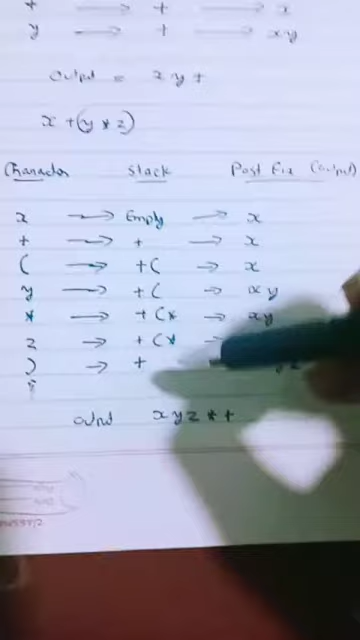 + → + → x
y → + → xy
output = xy+
x + (y * z)
Character Stack Post Fix (output)
x → Empty → x
+ → + → x
( → +( → x
y → +( → xy
* → +(* → xy
z → +(* →
) → +
output xyz*+